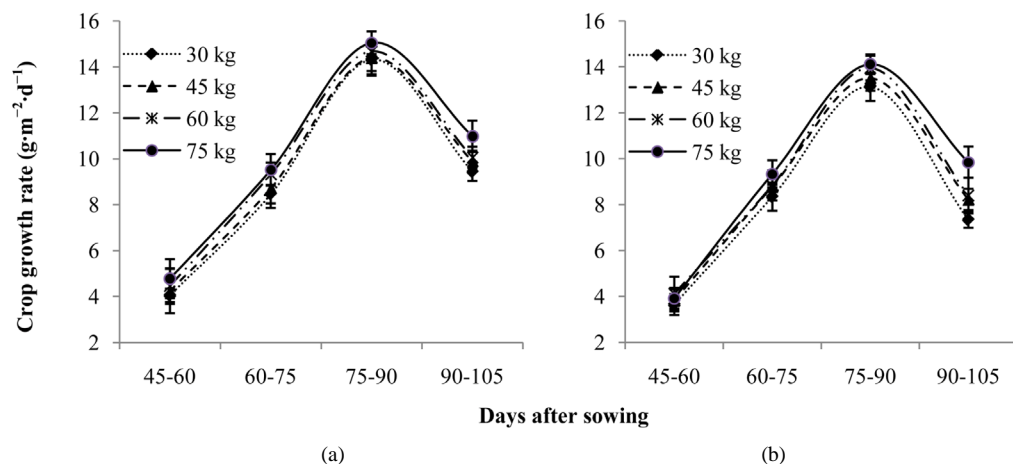 Crop growth rate (g·m⁻²·d⁻¹)
16
14
12
10
8
6
4
2
30 kg
45 kg
60 kg
75 kg
45-60
60-75
75-90
90-105
16
14
12
10
8
6
4
2
30 kg
45 kg
60 kg
75 kg
45-60
60-75
75-90
90-105
Days after sowing
(a)
(b)